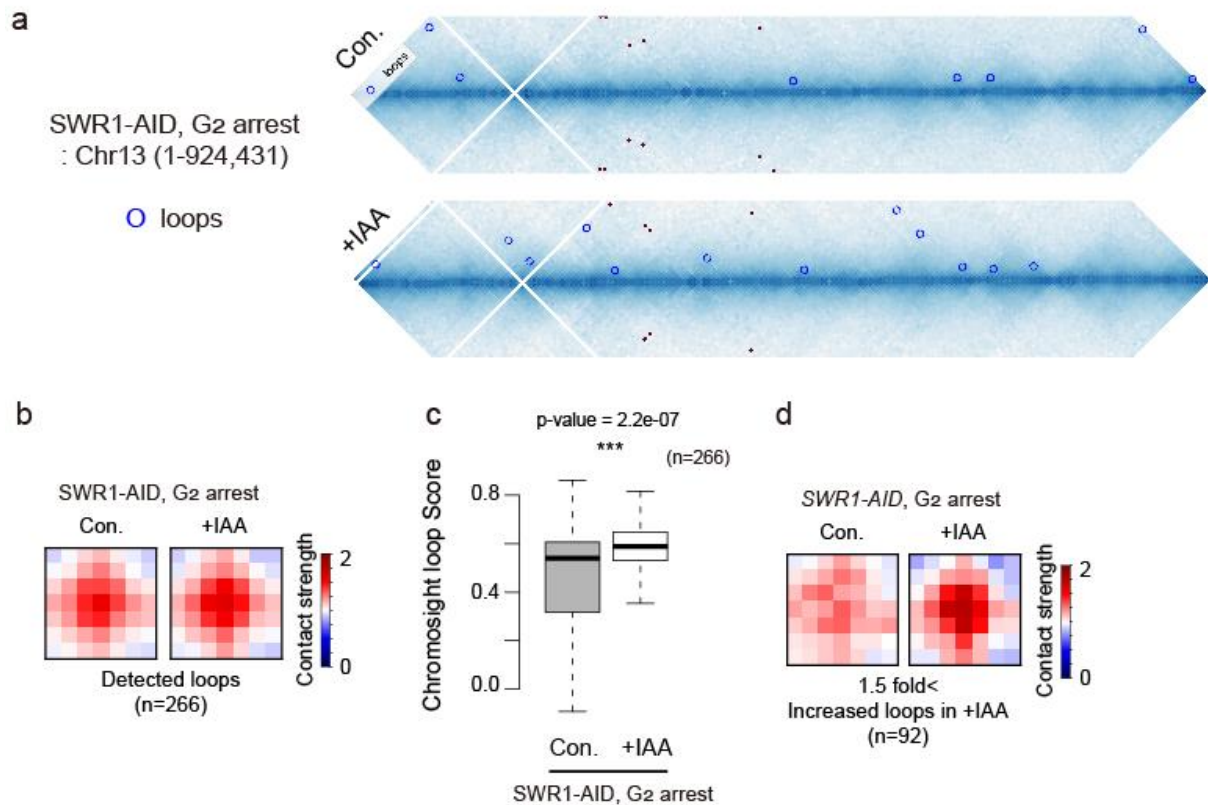 a
Con.
loops
SWR1-AID, G2 arrest
: Chr13 (1-924,431)
O loops
+IAA
b
SWR1-AID, G2 arrest
Con. +IAA
2
0
Contact strength
Detected loops
(n=266)
c
p-value = 2.2e-07
***
(n=266)
Chromosight loop Score
0.8
0.4
0.0
Con. +IAA
SWR1-AID, G2 arrest
d
SWR1-AID, G2 arrest
Con. +IAA
2
0
Contact strength
1.5 fold<
Increased loops in +IAA
(n=92)